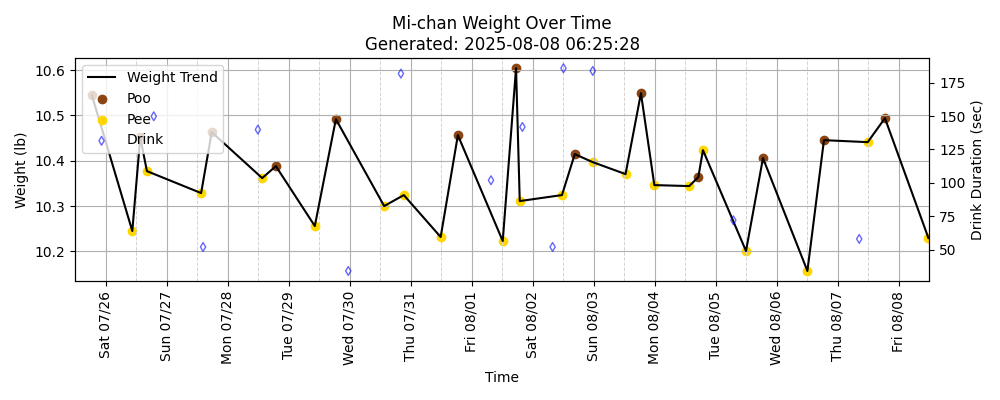 Mi-chan Weight Over Time
Generated: 2025-08-08 06:25:28
Weight (lb)
10.6
10.5
10.4
10.3
10.2
Weight Trend
Poo
Pee
Drink
175
150
125
100
75
50
Drink Duration (sec)
Sat 07/26
Sun 07/27
Mon 07/28
Tue 07/29
Wed 07/30
Thu 07/31
Fri 08/01
Sat 08/02
Sun 08/03
Mon 08/04
Tue 08/05
Wed 08/06
Thu 08/07
Fri 08/08
Time